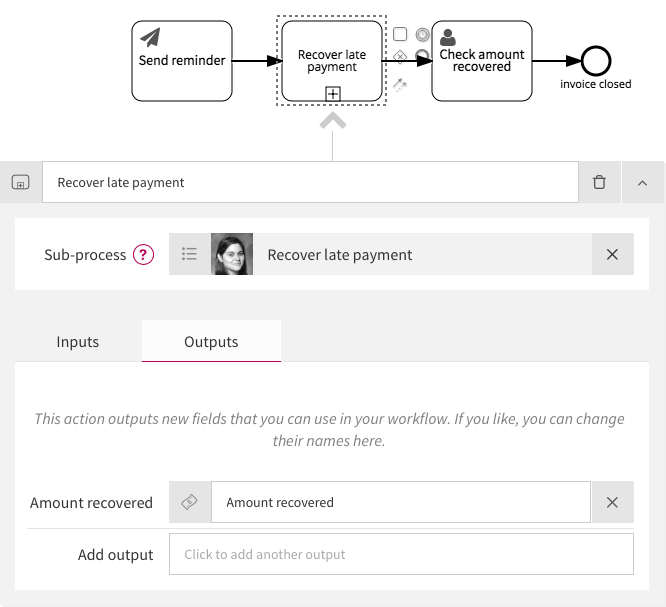 Send reminder
Recover late
payment
Check amount
recovered
invoice closed
Recover late payment
Sub-process ? Recover late payment
Inputs Outputs
This action outputs new fields that you can use in your workflow. If you like, you can change
their names here.
Amount recovered Amount recovered
Add output Click to add another output